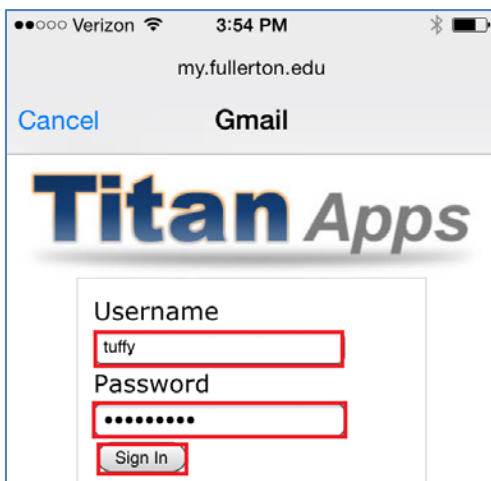 ●●○○○ Verizon 3:54 PM
my.fullerton.edu
Cancel Gmail
Titan Apps
Username
tuffy
Password
●●●●●●●●●
Sign In